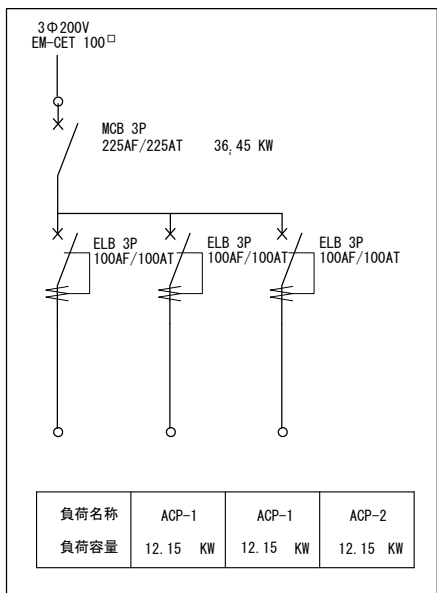 3Φ200V
EM-CET 100□
MCB 3P
225AF/225AT 36,45 KW
ELB 3P ELB 3P ELB 3P
100AF/100AT 100AF/100AT 100AF/100AT
負荷名称 ACP-1 ACP-1 ACP-2
負荷容量 12.15 KW 12.15 KW 12.15 KW